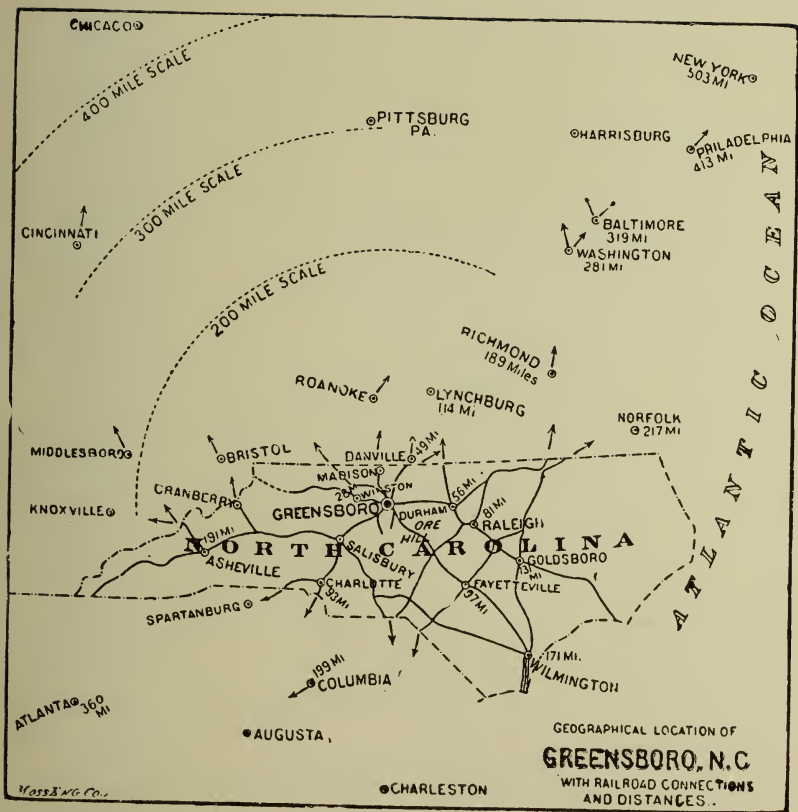 CHICAGO
400 MILE SCALE
NEW YORK
503 MI
PITTSBURG
PA.
HARRISBURG
PHILADELPHIA
413 MI
300 MILE SCALE
CINCINNATI
BALTIMORE
319 MI
WASHINGTON
281 MI
ATLANTIC OCEAN
200 MILE SCALE
RICHMOND
189 Miles
ROANOKE
LYNCHBURG
114 MI
NORFOLK
217 MI
MIDDLESBORO
BRISTOL
DANVILLE
49 MI
MADISON
28 MI
WINSTON
CRANBERRY
GREENSBORO
KNOXVILLE
DURHAM
56 MI
ORE
HILL
81 MI
RALEIGH
NORTH CAROLINA
191 MI
ASHEVILLE
SALISBURY
GOLDSBORO
131
MI
CHARLOTTE
93 MI
FAYETTEVILLE
97 MI
SPARTANBURG
171 MI.
WILMINGTON
199 MI
COLUMBIA
ATLANTA
360
MI
AUGUSTA
CHARLESTON
GEOGRAPHICAL LOCATION OF
GREENSBORO, N.C
WITH RAILROAD CONNECTIONS
AND DISTANCES..